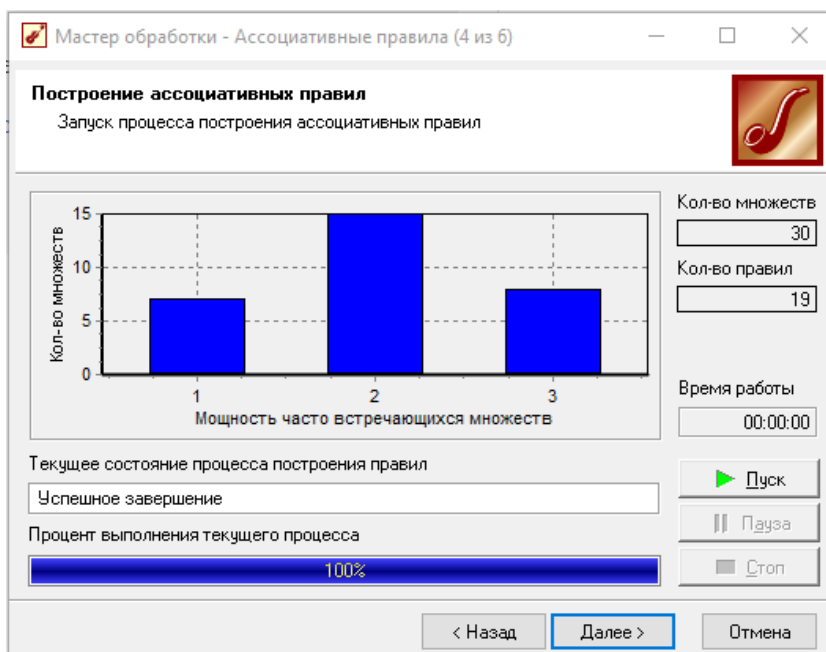 Мастер обработки - Ассоциативные правила (4 из 6)
Построение ассоциативных правил
Запуск процесса построения ассоциативных правил
Кол-во множеств
15
10
5
0
1
2
3
Мощность часто встречающихся множеств
Кол-во множеств
30
Кол-во правил
19
Время работы
00:00:00
Текущее состояние процесса построения правил
Успешное завершение
Процент выполнения текущего процесса
100%
Пуск
Пауза
Стоп
< Назад
Далее >
Отмена